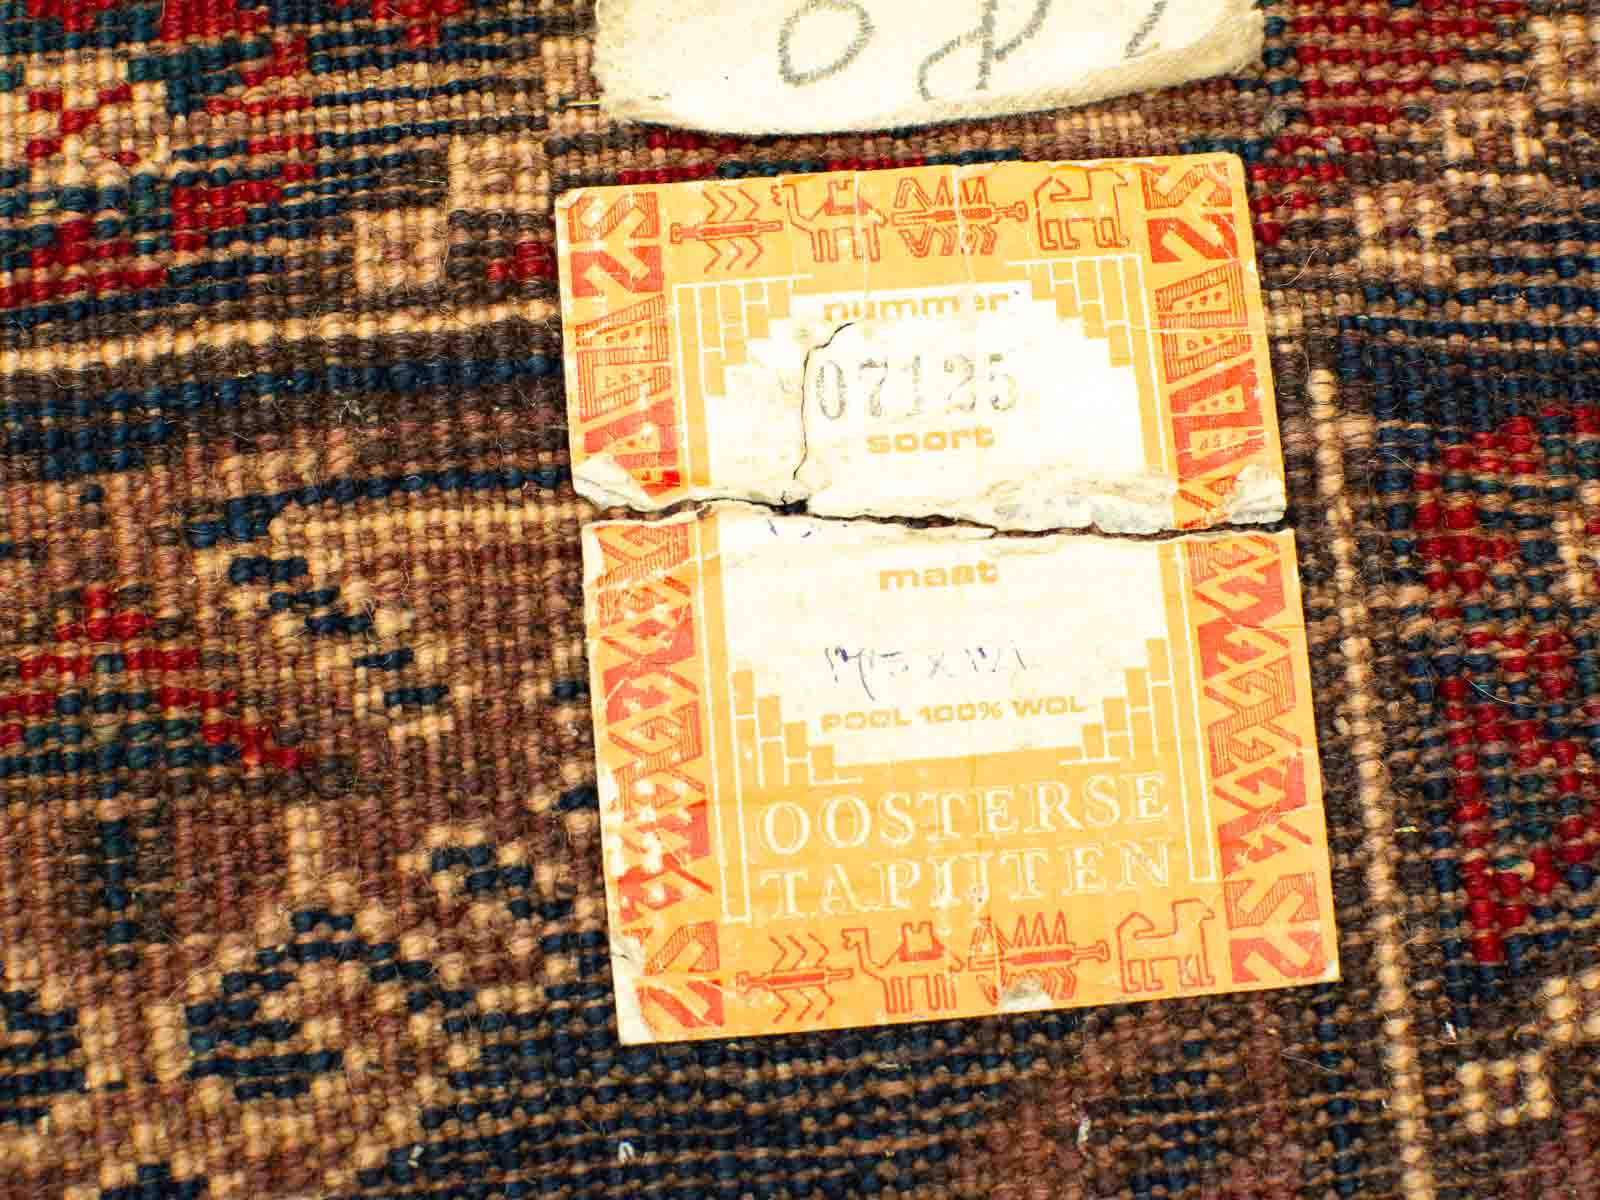 nummer
07125
soort
maat
POOL 100% WOL
OOSTERSE
TAPIJTEN